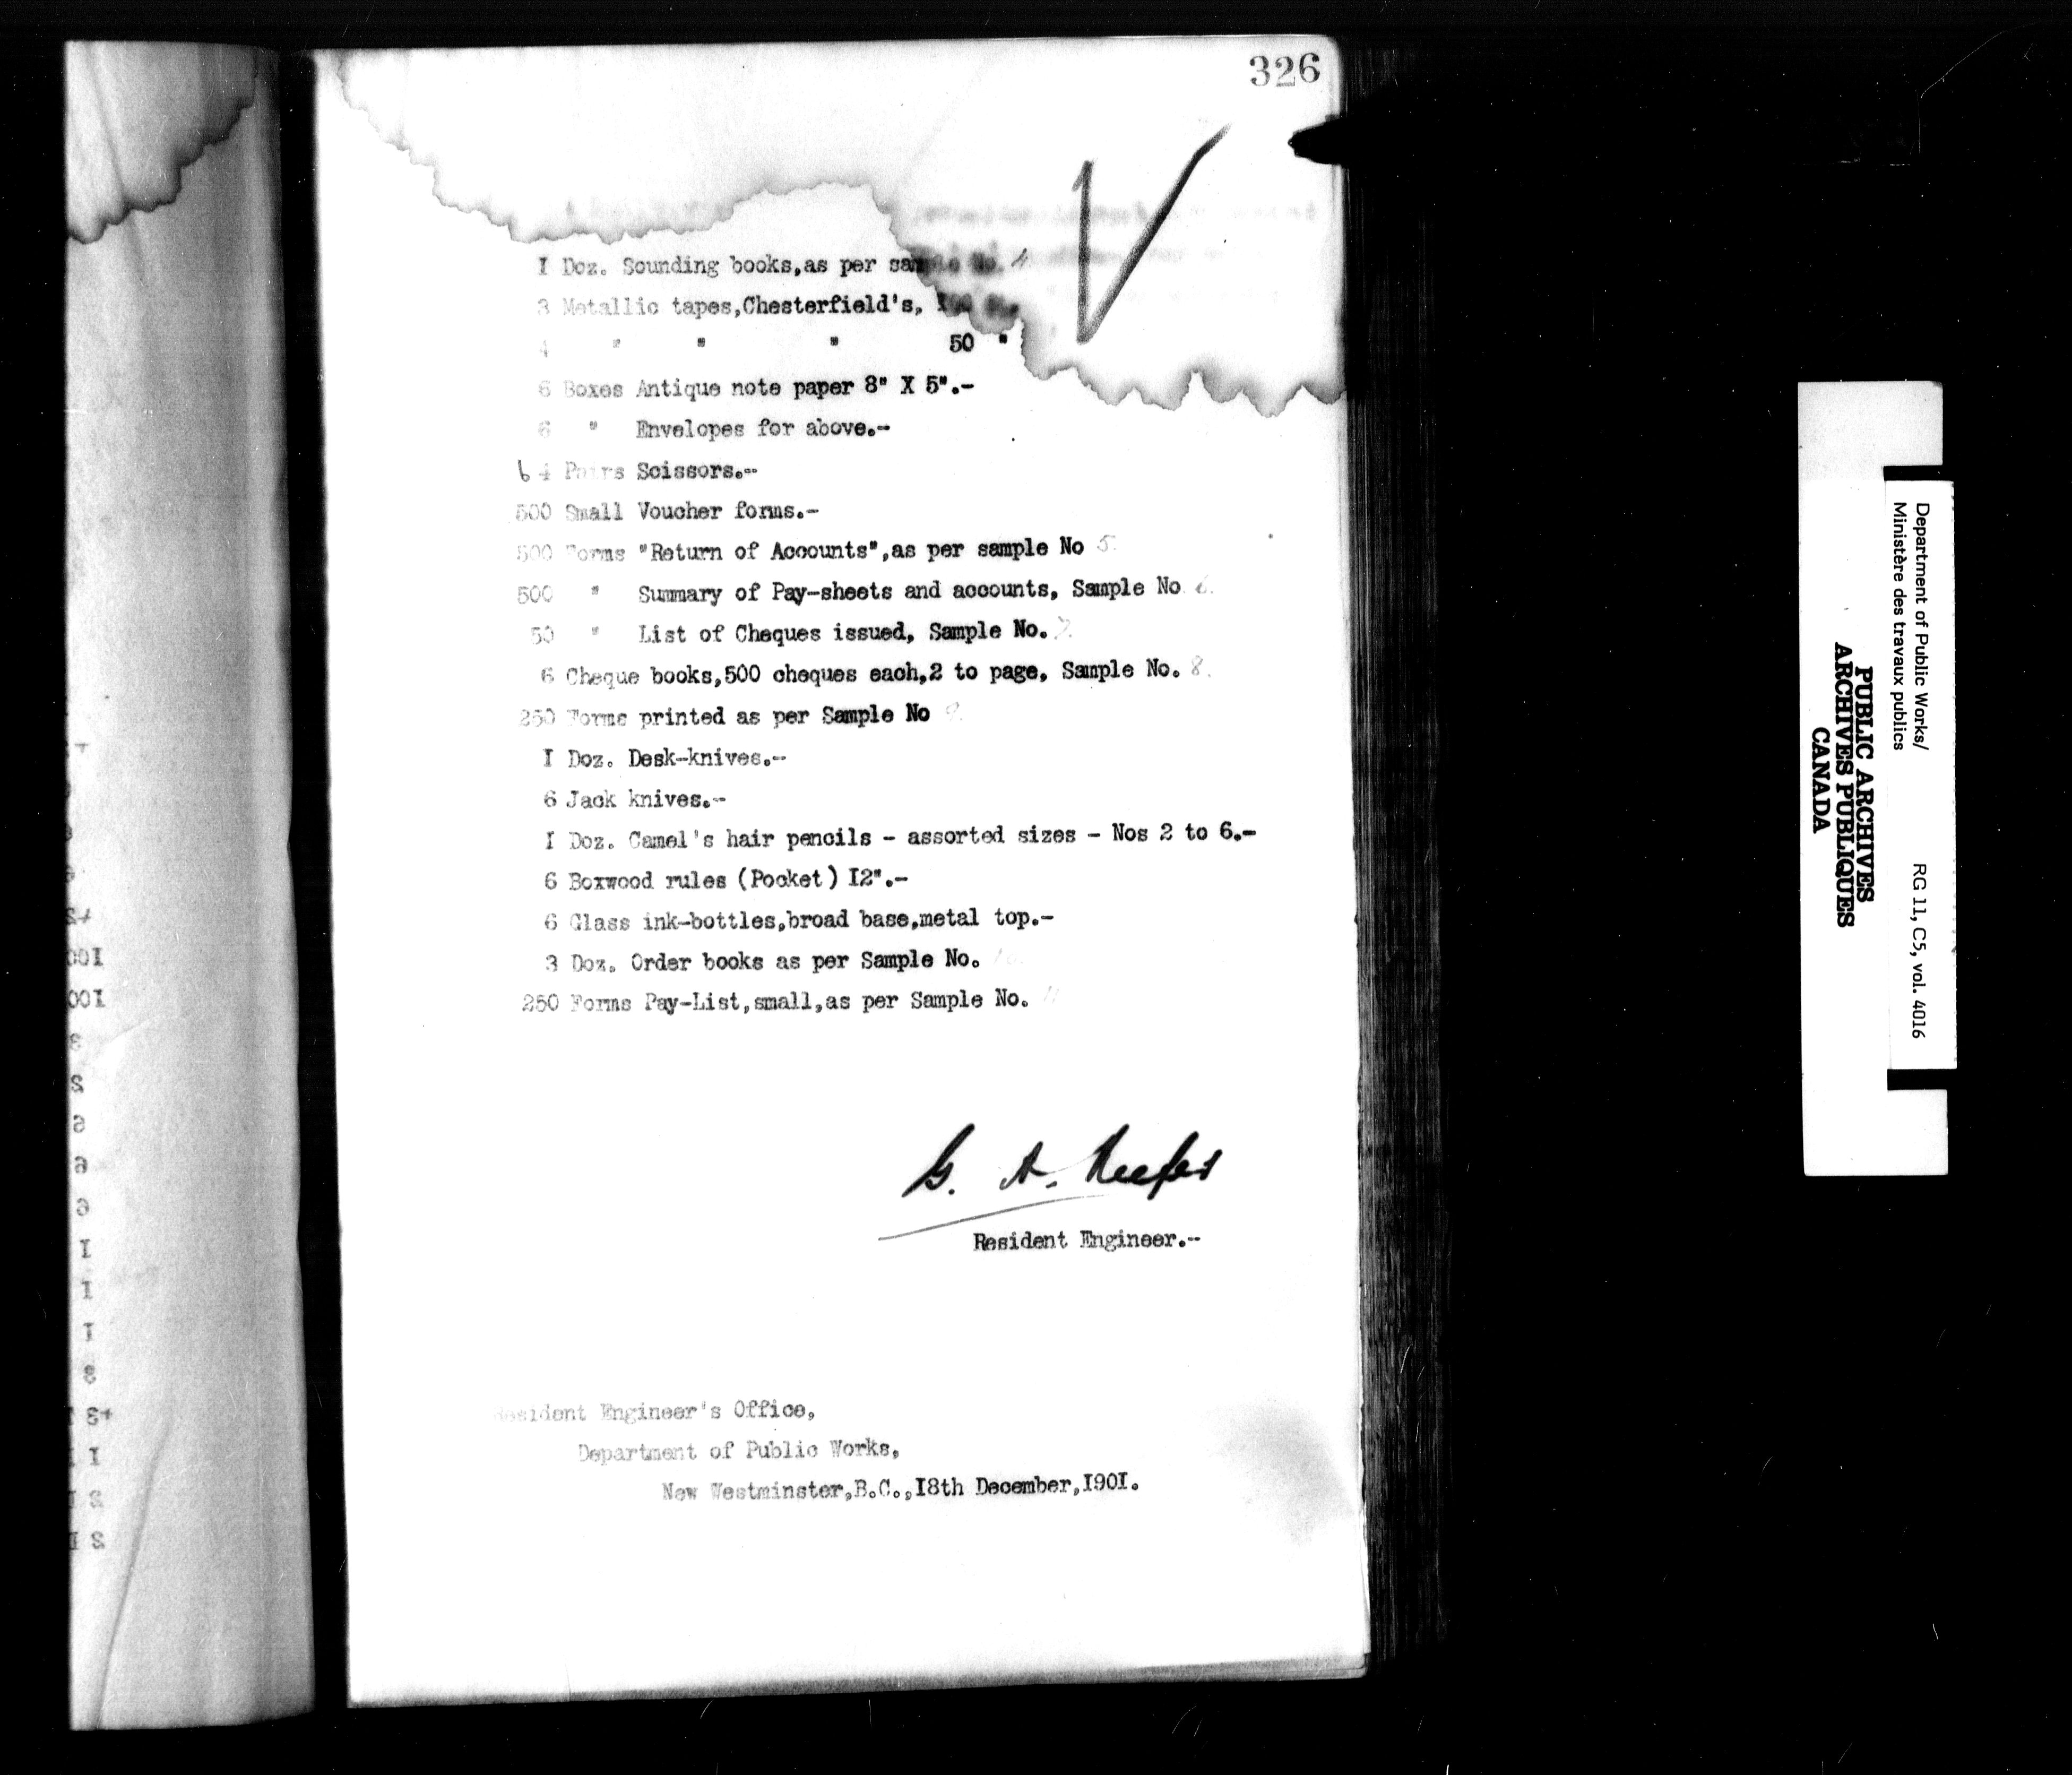 326
I Doz. Sounding books,as per sample No. 4
3 Metallic tapes,Chesterfield's,
4 " " " 50 "
6 Boxes Antique note paper 8" X 5".-
6 " Envelopes for above.-
6 4 Pairs Scissors.--
500 Small Voucher forms.-
500 Forms "Return of Accounts",as per sample No 5.
500 " Summary of Pay-sheets and accounts, Sample No 6.
50 " List of Cheques issued, Sample No. 7.
6 Cheque books,500 cheques each,2 to page, Sample No. 8.
250 Forms printed as per Sample No 9.
I Doz. Desk-knives.--
6 Jack knives.--
I Doz. Camel's hair pencils - assorted sizes - Nos 2 to 6.-
6 Boxwood rules (Pocket) I2".-
6 Glass ink-bottles,broad base,metal top.-
3 Doz. Order books as per Sample No. 10.
250 Forms Pay-List,small,as per Sample No. 11
G. A. Keefer
Resident Engineer.--
Resident Engineer's Office,
Department of Public Works,
New Westminster,B.C.,I8th December,I90I.
Department of Public Works/
Ministère des travaux publics
RG 11, C5, vol. 4016
PUBLIC ARCHIVES
ARCHIVES PUBLIQUES
CANADA